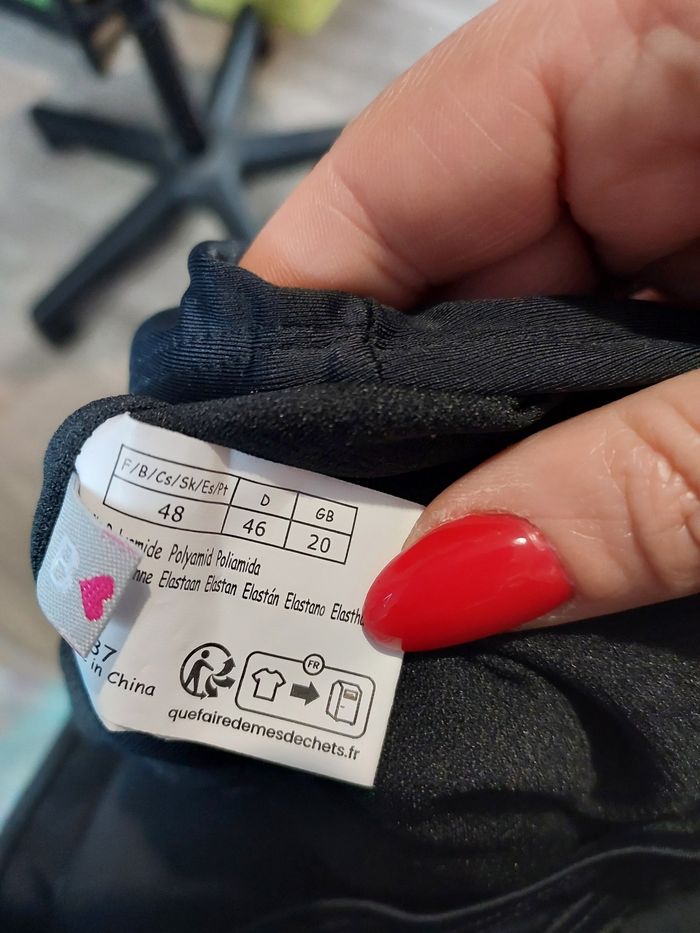 F/B/Cs/Sk/Es/Pt D GB
48 46 20
Polyamid Poliamida
Elastaan Elastan Elastán Elastano
B
37
in China
FR
quefairedemesdechets.fr